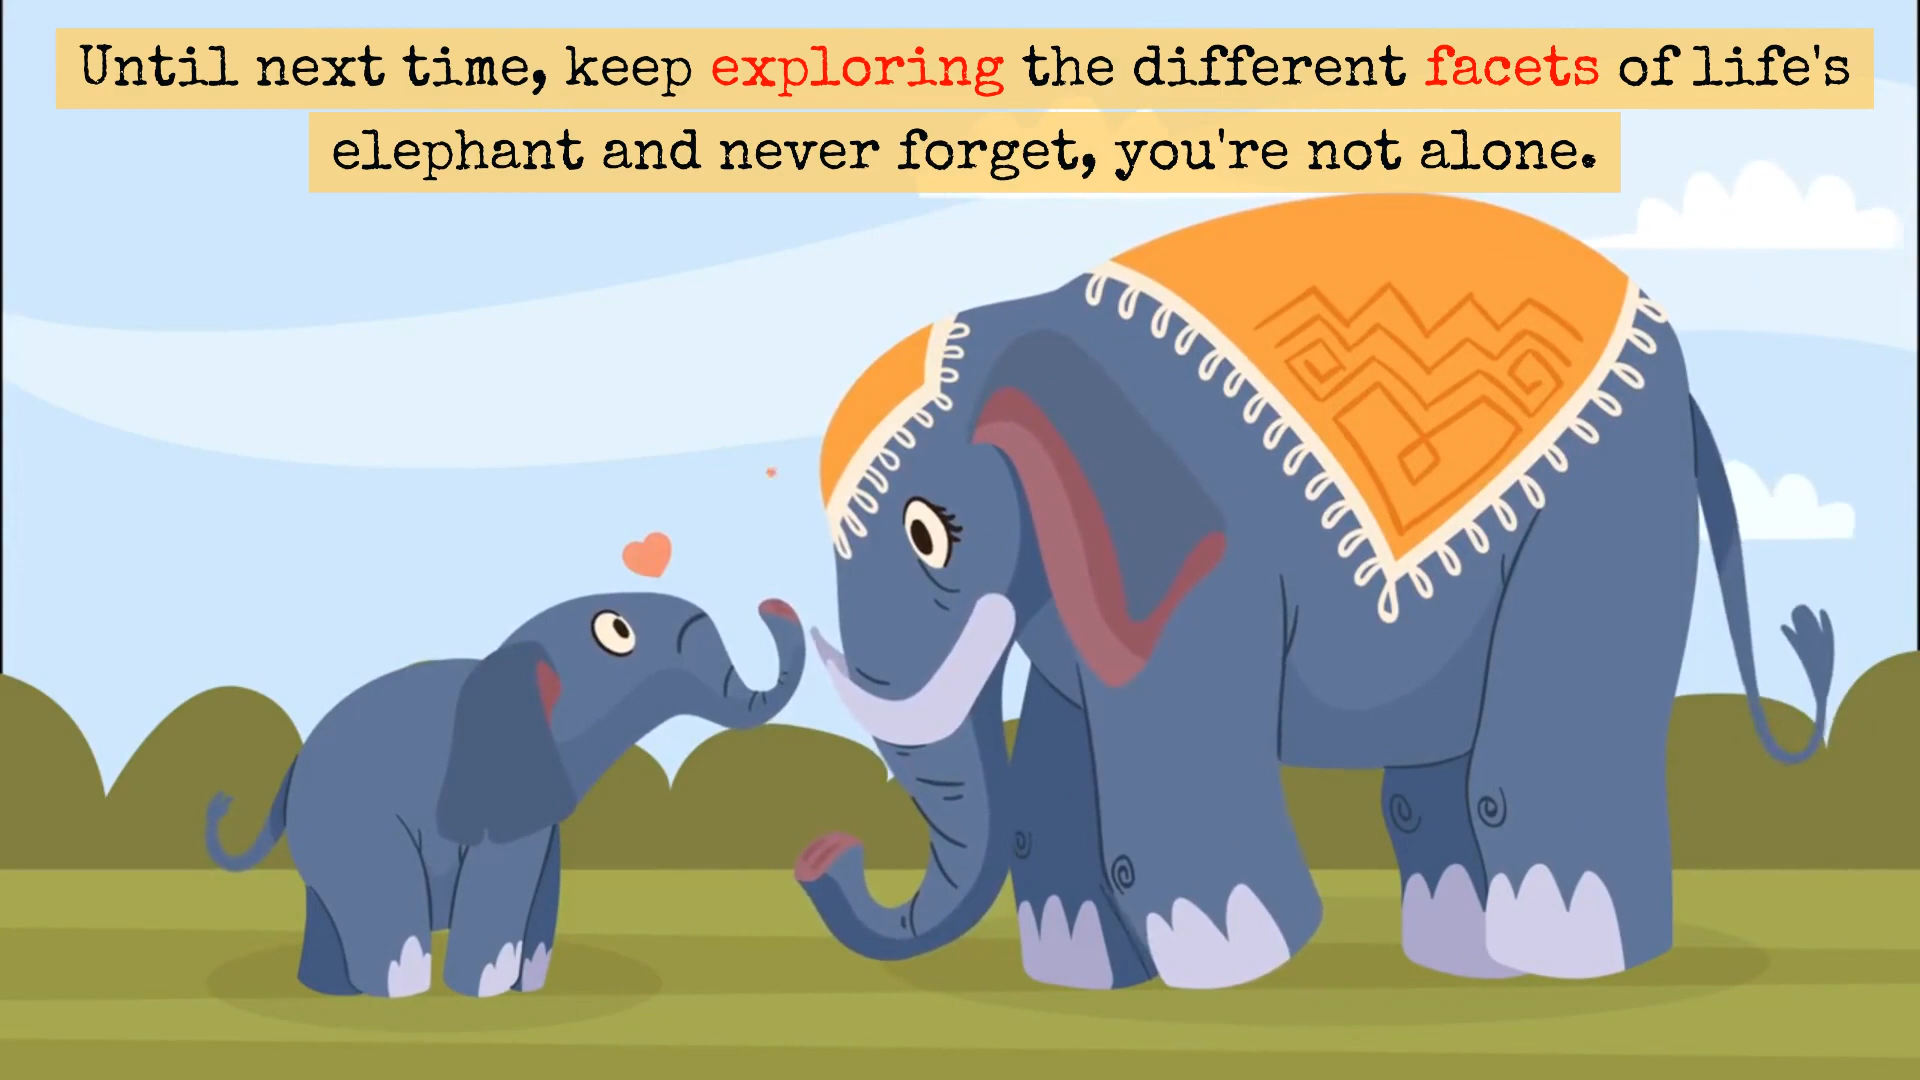 Until next time, keep exploring the different facets of life's
elephant and never forget, you're not alone.